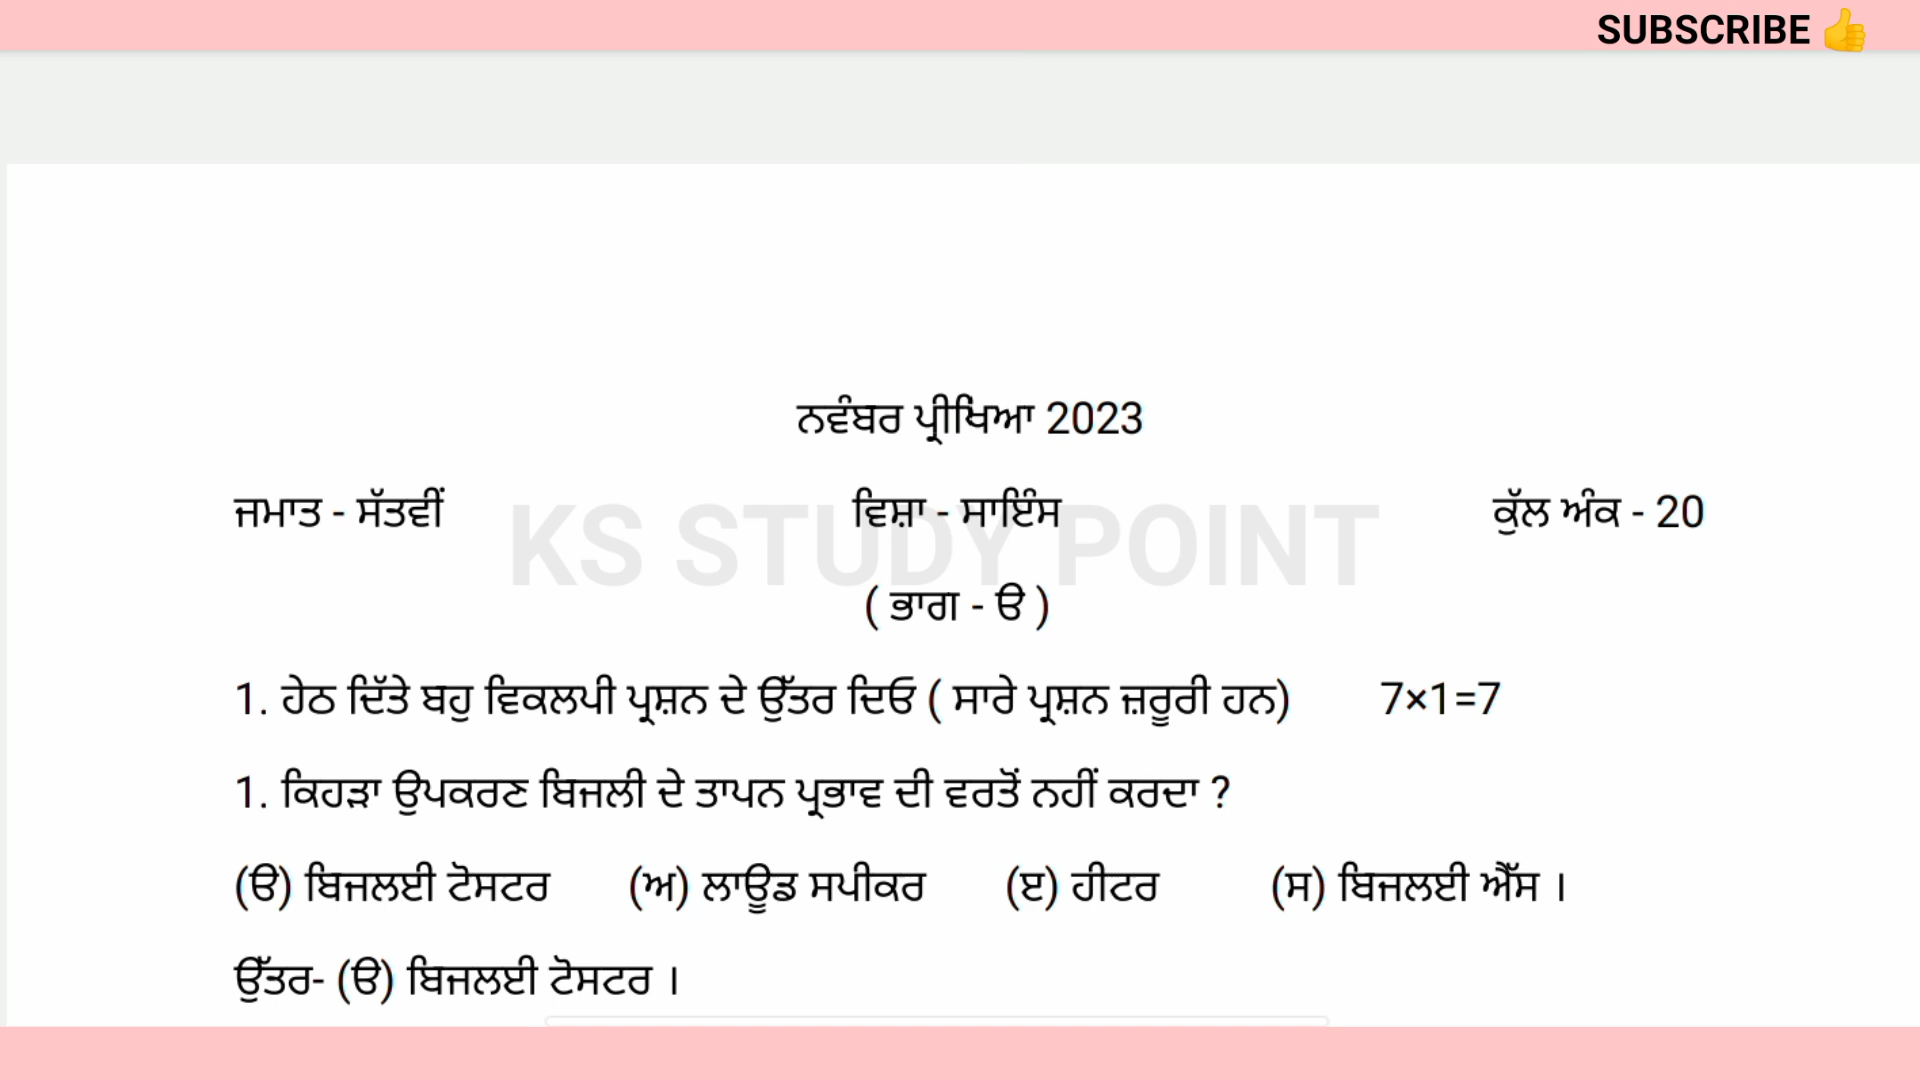 SUBSCRIBE 👍
ਨਵੰਬਰ ਪ੍ਰੀਖਿਆ 2023
ਜਮਾਤ - ਸੱਤਵੀਂ ਵਿਸ਼ਾ - ਸਾਇੰਸ ਕੁੱਲ ਅੰਕ - 20
KS STUDY POINT
( ਭਾਗ - ੳ )
1. ਹੇਠ ਦਿੱਤੇ ਬਹੁ ਵਿਕਲਪੀ ਪ੍ਰਸ਼ਨ ਦੇ ਉੱਤਰ ਦਿਓ ( ਸਾਰੇ ਪ੍ਰਸ਼ਨ ਜ਼ਰੂਰੀ ਹਨ) 7×1=7
1. ਕਿਹੜਾ ਉਪਕਰਣ ਬਿਜਲੀ ਦੇ ਤਾਪਨ ਪ੍ਰਭਾਵ ਦੀ ਵਰਤੋਂ ਨਹੀਂ ਕਰਦਾ ?
(ੳ) ਬਿਜਲਈ ਟੋਸਟਰ (ਅ) ਲਾਊਡ ਸਪੀਕਰ (ੲ) ਹੀਟਰ (ਸ) ਬਿਜਲਈ ਐੱਸ ।
ਉੱਤਰ- (ੳ) ਬਿਜਲਈ ਟੋਸਟਰ ।